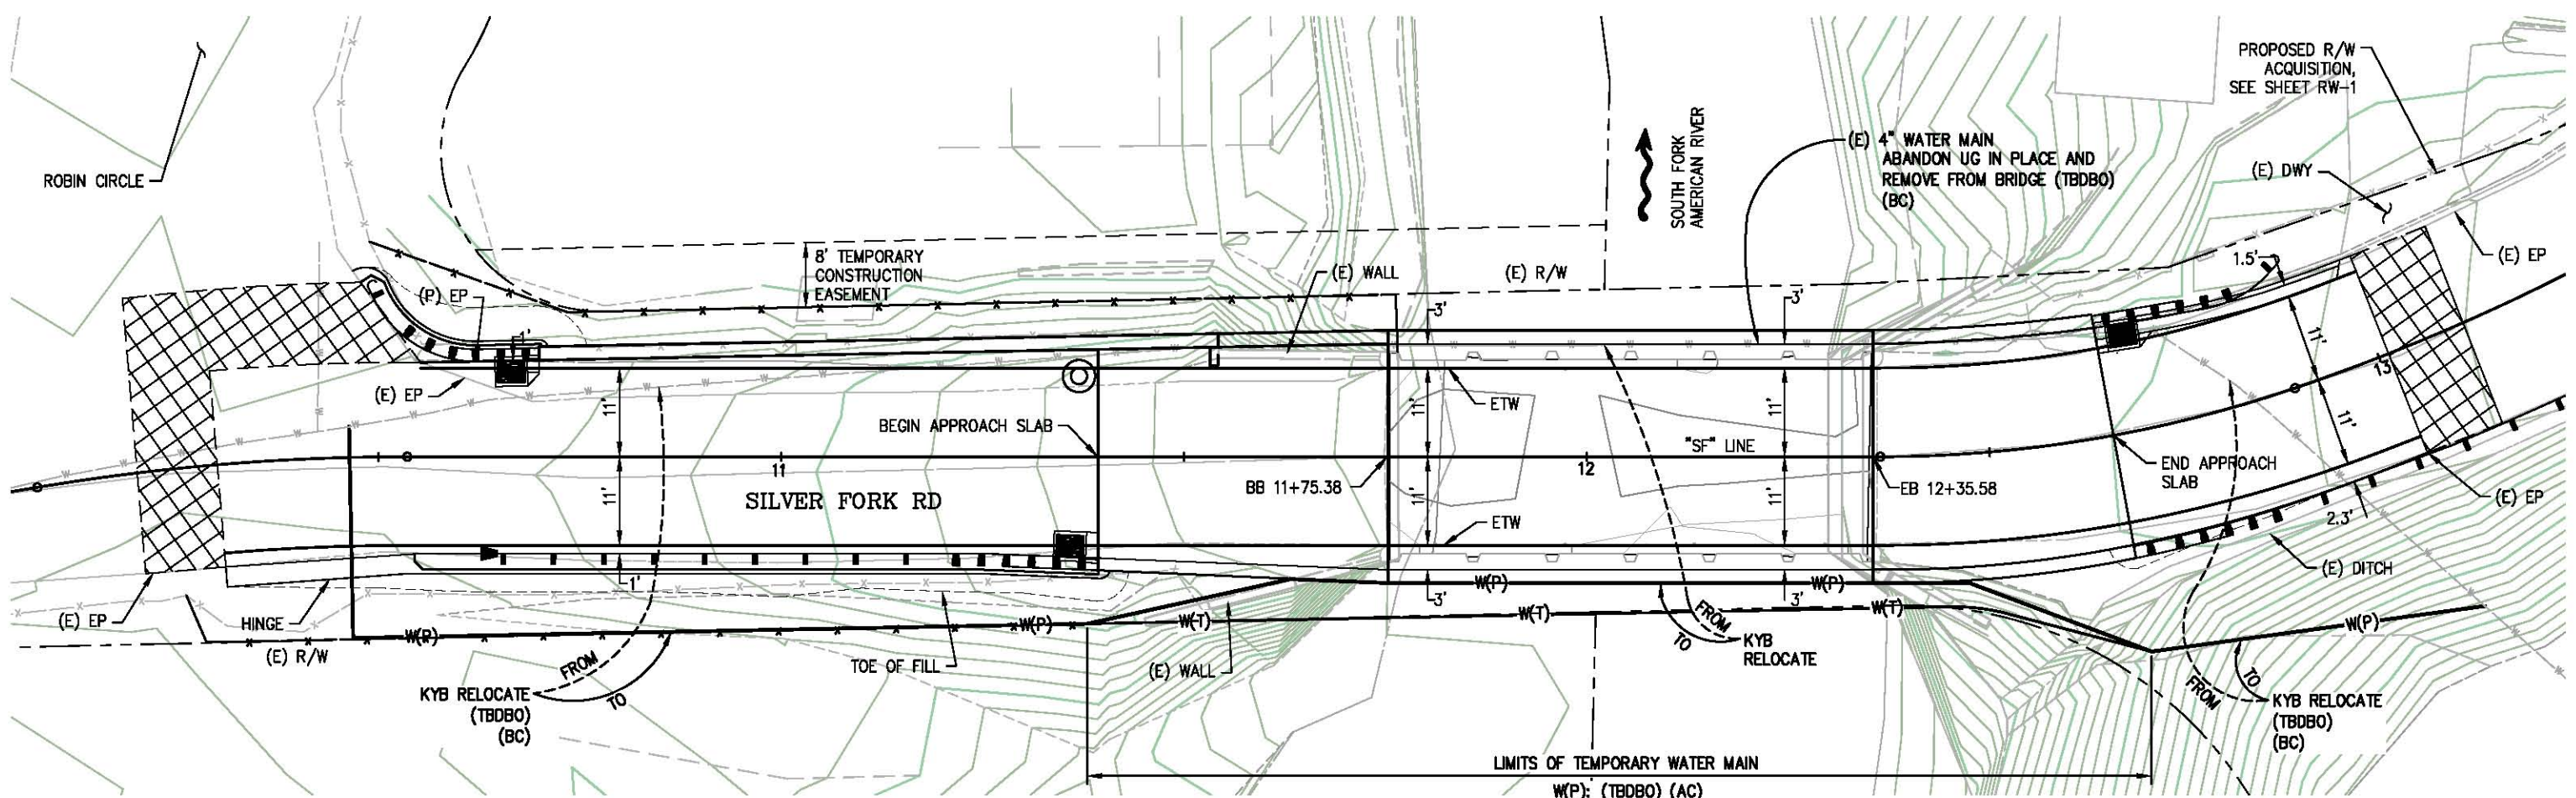 PROPOSED R/W
ACQUISITION,
SEE SHEET RW-1
ROBIN CIRCLE
SOUTH FORK
AMERICAN RIVER
(E) 4" WATER MAIN
ABANDON UG IN PLACE AND
REMOVE FROM BRIDGE (TBDBO)
(BC)
(E) DWY
(E) EP
8' TEMPORARY
CONSTRUCTION
EASEMENT
(E) WALL
(E) R/W
1.5'
(P) EP
1'
3'
3'
(E) EP
11'
11'
11'
11'
13
ETW
BEGIN APPROACH SLAB
"SF" LINE
11
12
11'
11'
11'
11'
SILVER FORK RD
BB 11+75.38
EB 12+35.58
END APPROACH
SLAB
(E) EP
ETW
2.3'
1'
3'
3'
(E) DITCH
(E) EP
HINGE
W(P)
W(P)
W(P)
W(P)
W(T)
W(T)
W(T)
W(P)
(E) R/W
TOE OF FILL
(E) WALL
FROM
TO
KYB
RELOCATE
FROM
TO
KYB RELOCATE
(TBDBO)
(BC)
FROM
TO
KYB RELOCATE
(TBDBO)
(BC)
LIMITS OF TEMPORARY WATER MAIN
W(P); (TBDBO) (AC)